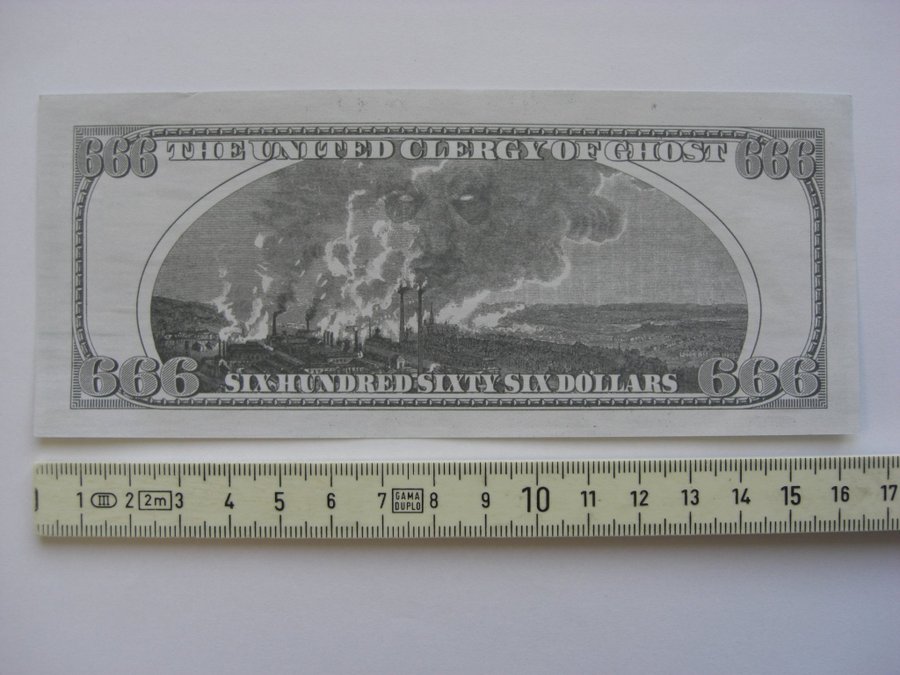 666 THE UNITED CLERGY OF GHOST 666
666 SIX HUNDRED SIXTY SIX DOLLARS 666
1 III 2 2m 3 4 5 6 7 GAMA DUPLO 8 9 10 11 12 13 14 15 16 17